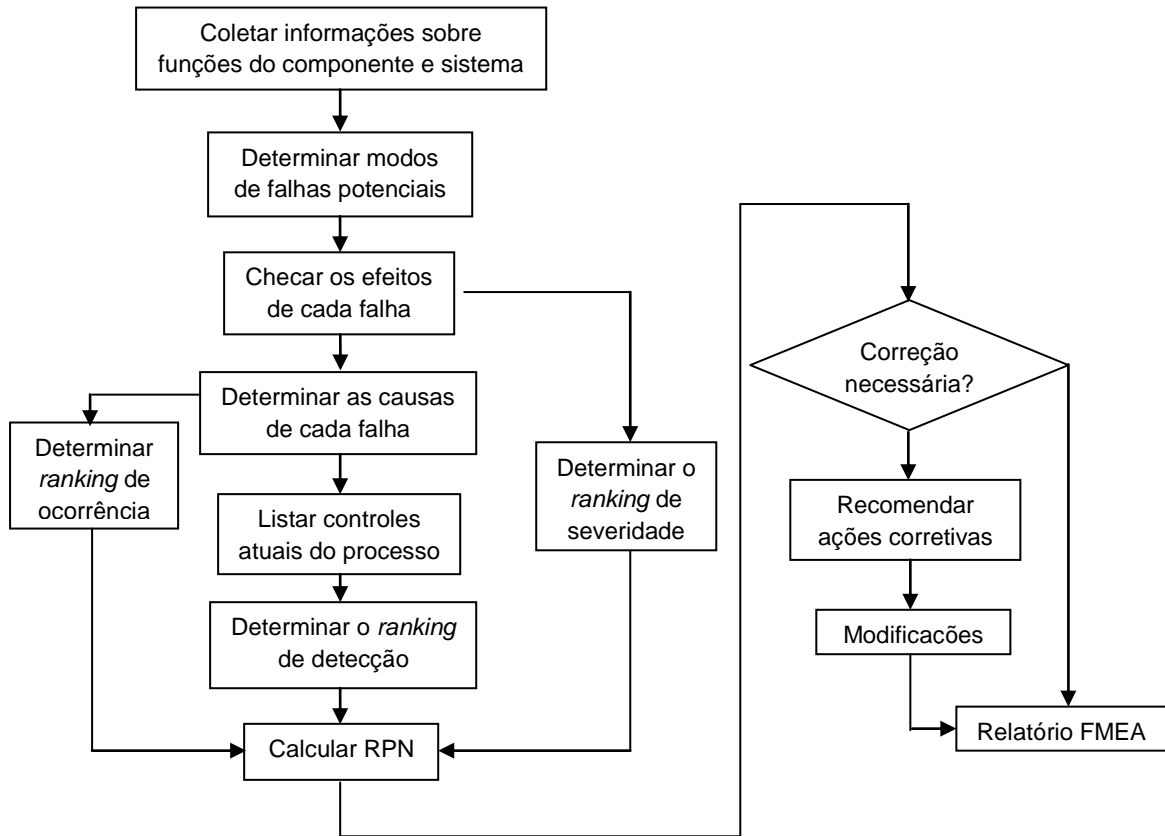 Coletar informações sobre
funções do componente e sistema
Determinar modos
de falhas potenciais
Checar os efeitos
de cada falha
Determinar as causas
de cada falha
Determinar
ranking de
ocorrência
Listar controles
atuais do processo
Determinar o
ranking de
severidade
Determinar o ranking
de detecção
Calcular RPN
Correção
necessária?
Recomendar
ações corretivas
Modificacões
Relatório FMEA